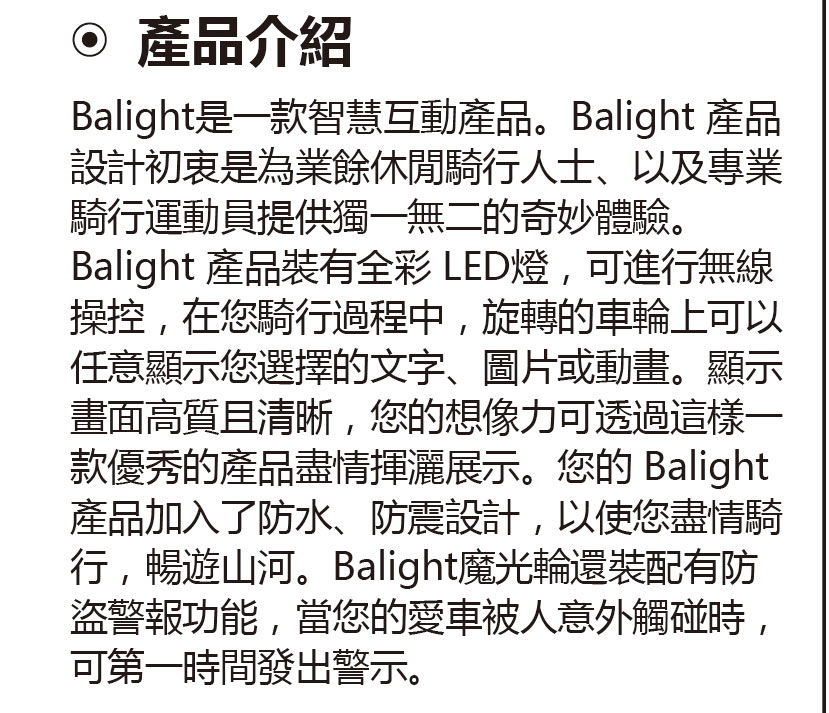 ◉ 產品介紹
Balight是一款智慧互動產品。Balight 產品
設計初衷是為業餘休閒騎行人士、以及專業
騎行運動員提供獨一無二的奇妙體驗。
Balight 產品裝有全彩 LED燈，可進行無線
操控，在您騎行過程中，旋轉的車輪上可以
任意顯示您選擇的文字、圖片或動畫。顯示
畫面高質且清晰，您的想像力可透過這樣一
款優秀的產品盡情揮灑展示。您的 Balight
產品加入了防水、防震設計，以使您盡情騎
行，暢遊山河。Balight魔光輪還裝配有防
盜警報功能，當您的愛車被人意外觸碰時，
可第一時間發出警示。